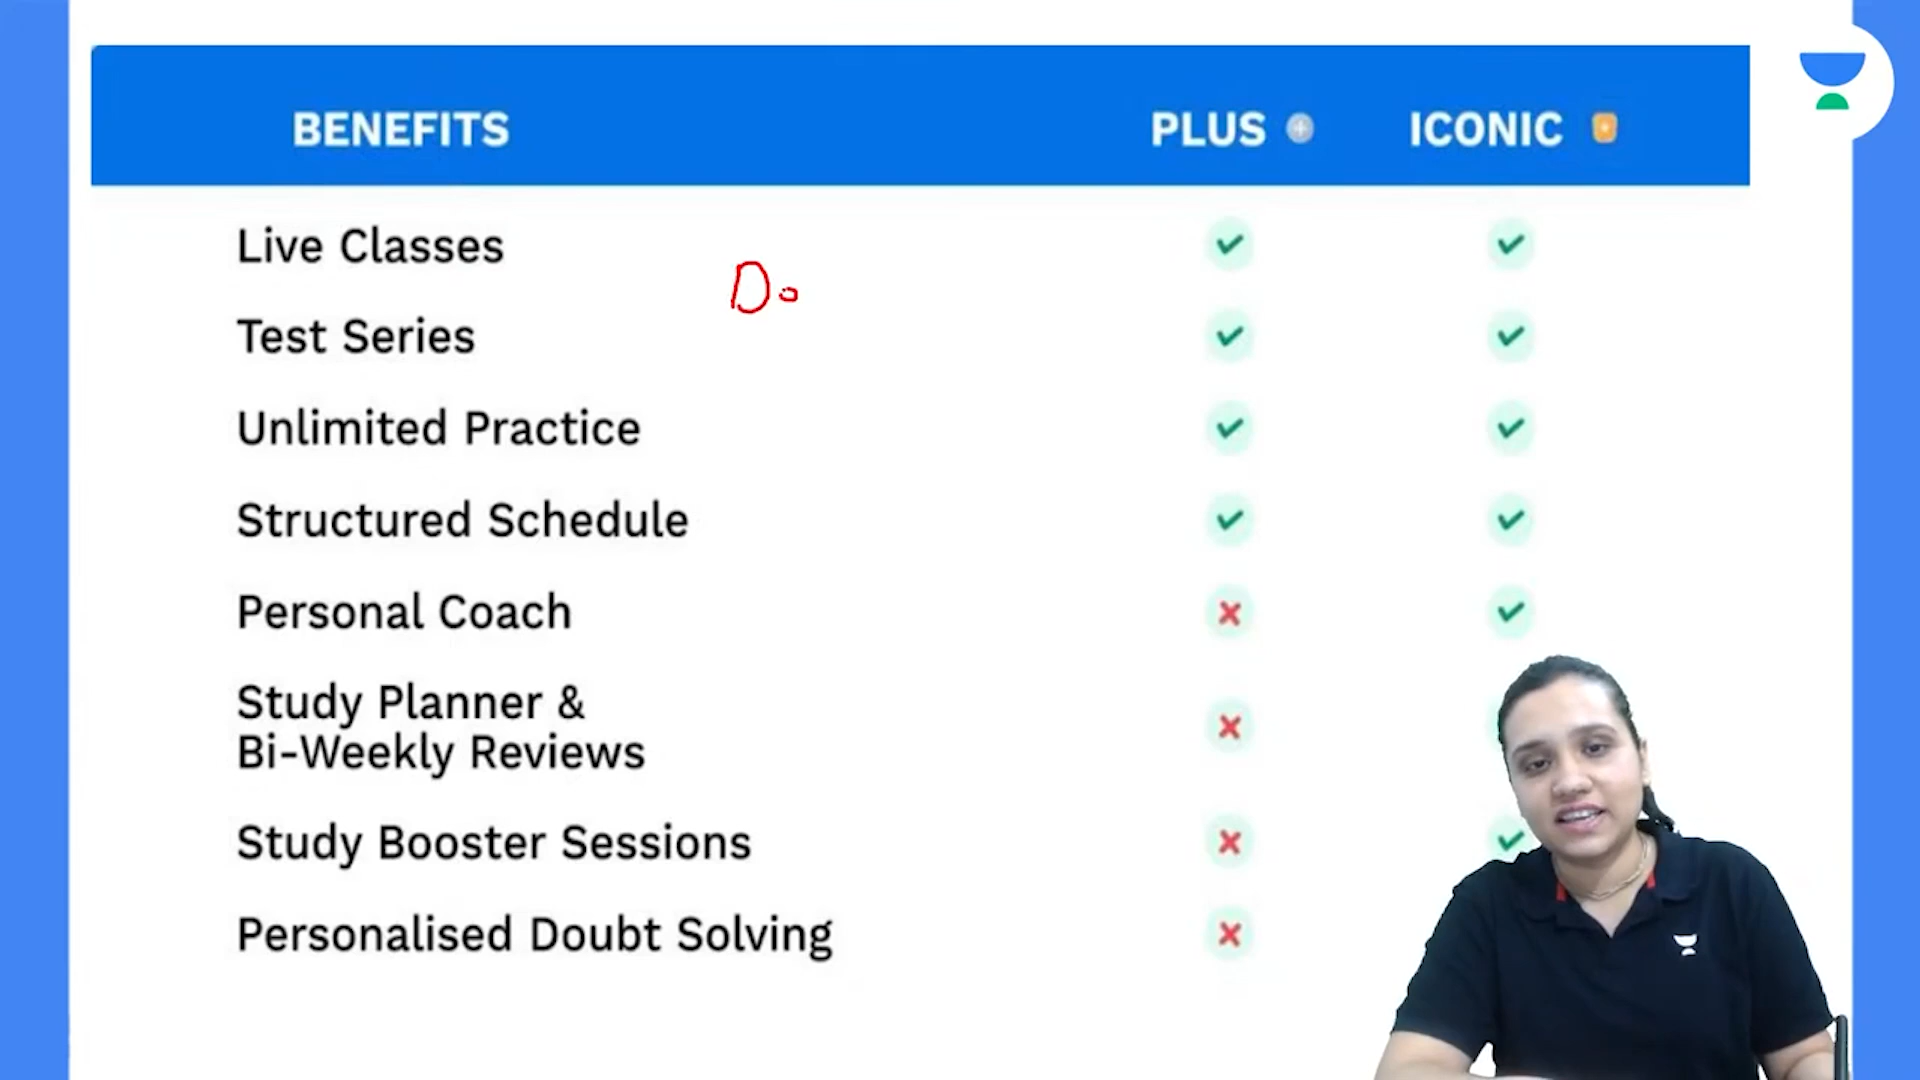 BENEFITS PLUS ICONIC
Live Classes
Do
Test Series
Unlimited Practice
Structured Schedule
Personal Coach
Study Planner &
Bi-Weekly Reviews
Study Booster Sessions
Personalised Doubt Solving